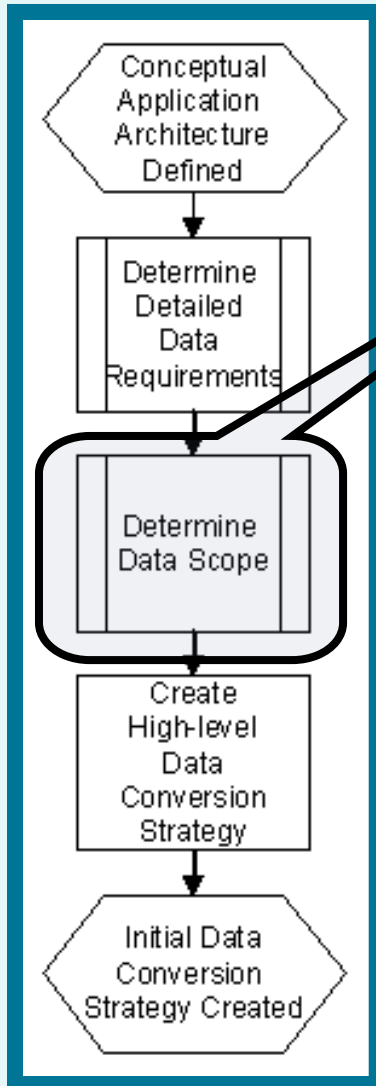 Conceptual
Application
Architecture
Defined
Determine
Detailed
Data
Requirements
Determine
Data Scope
Create
High-level
Data
Conversion
Strategy
Initial Data
Conversion
Strategy Created